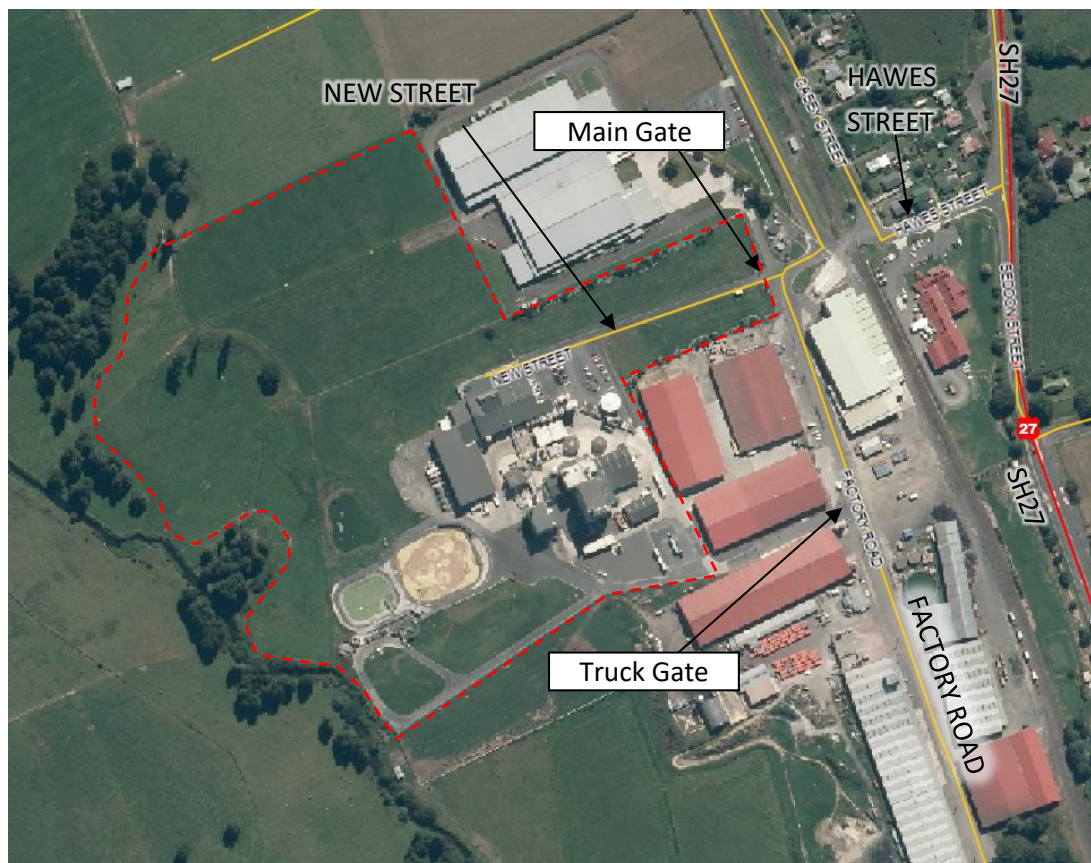 SH27
NEW STREET
HAWES
STREET
Main Gate
CASEY STREET
HAWES STREET
SEDDON STREET
NEW STREET
27
SH27
FACTORY ROAD
FACTORY ROAD
Truck Gate